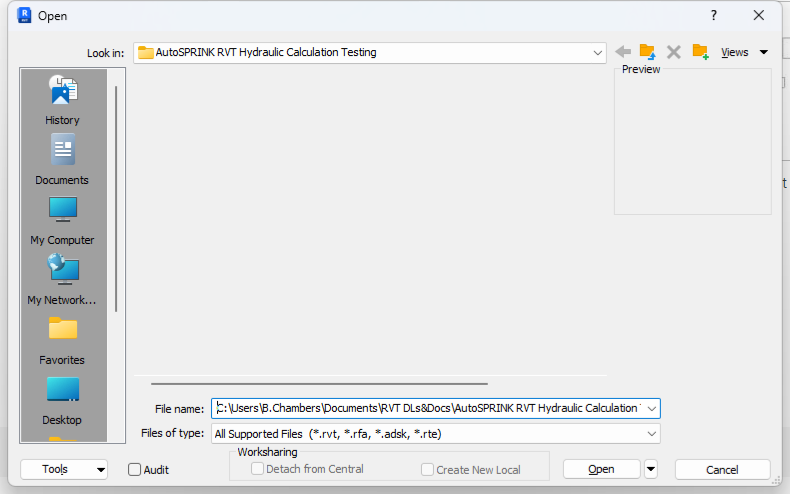 Open
?
Look in:
AutoSPRINK RVT Hydraulic Calculation Testing
Views
Preview
History
Documents
My Computer
My Network...
Favorites
Desktop
File name:
C:\Users\B.Chambers\Documents\RVT DLs&Docs\AutoSPRINK RVT Hydraulic Calculation
Files of type:
All Supported Files (*.rvt, *.rfa, *.adsk, *.rte)
Worksharing
Tools
Audit
Detach from Central
Create New Local
Open
Cancel